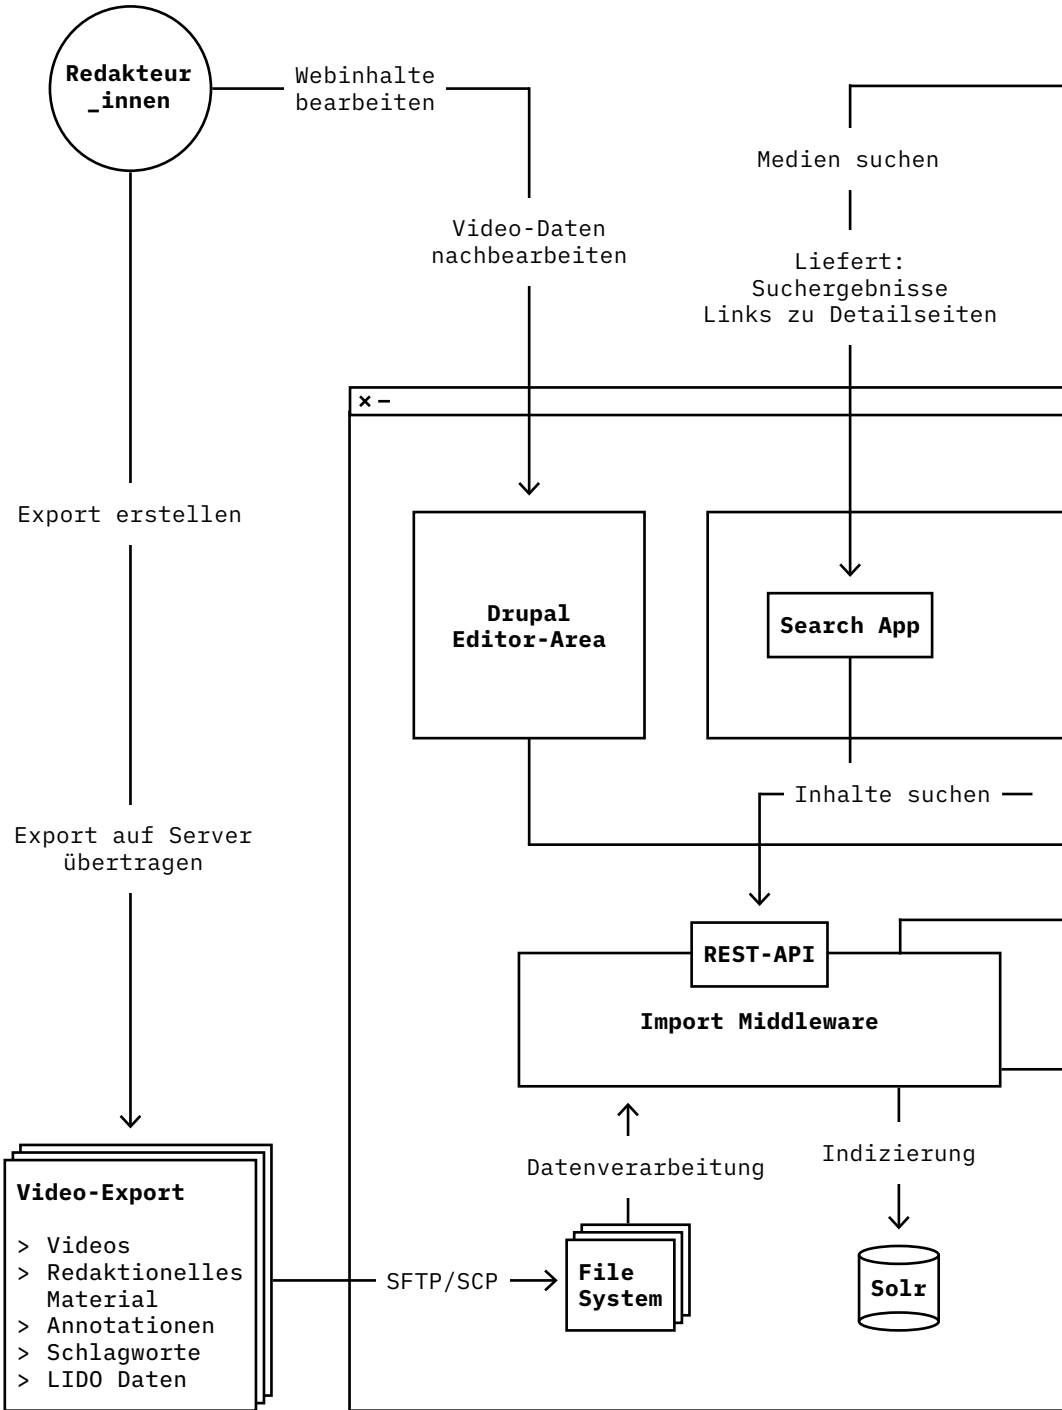 Redakteur
_innen
Webinhalte
bearbeiten
Medien suchen
Video-Daten
nachbearbeiten
Liefert:
Suchergebnisse
Links zu Detailseiten
Export erstellen
Drupal
Editor-Area
Search App
Inhalte suchen
Export auf Server
übertragen
REST-API
Import Middleware
Datenverarbeitung
Indizierung
Video-Export
> Videos
> Redaktionelles
Material
> Annotationen
> Schlagworte
> LIDO Daten
SFTP/SCP
File
System
Solr